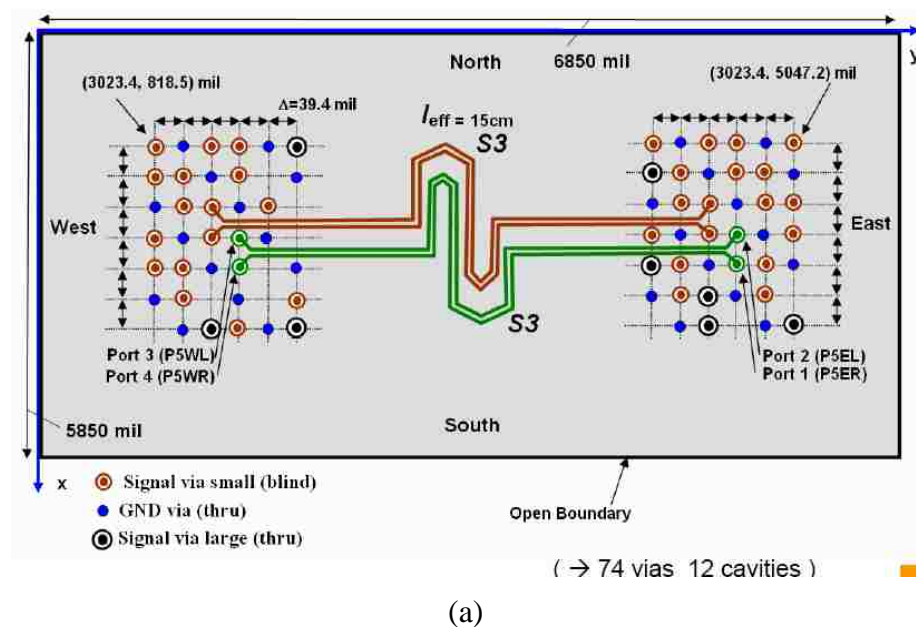 6850 mil
y
North
(3023.4, 818.5) mil
(3023.4, 5047.2) mil
Δ=39.4 mil
leff = 15cm
S3
West
East
S3
Port 3 (P5WL)
Port 4 (P5WR)
Port 2 (P5EL)
Port 1 (P5ER)
5850 mil
South
x
Signal via small (blind)
GND via (thru)
Signal via large (thru)
Open Boundary
( → 74 vias 12 cavities )
(a)